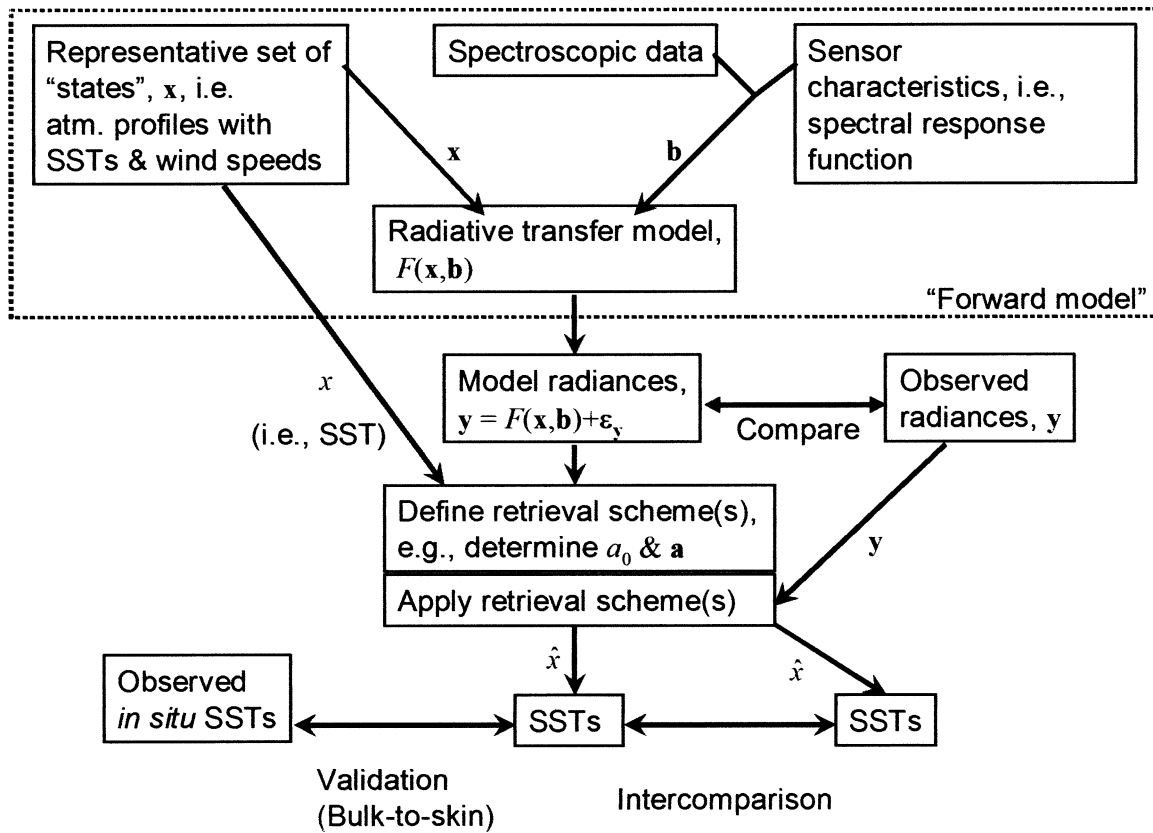 Representative set of
“states”, x, i.e.
atm. profiles with
SSTs & wind speeds
Spectroscopic data
Sensor
characteristics, i.e.,
spectral response
function
x
b
Radiative transfer model,
F(x,b)
“Forward model”
Model radiances,
y = F(x,b)+εy
Compare
Observed
radiances, y
x
(i.e., SST)
Define retrieval scheme(s),
e.g., determine a0 & a
y
Apply retrieval scheme(s)
x̂
x̂
Observed
in situ SSTs
SSTs
SSTs
Validation
(Bulk-to-skin)
Intercomparison